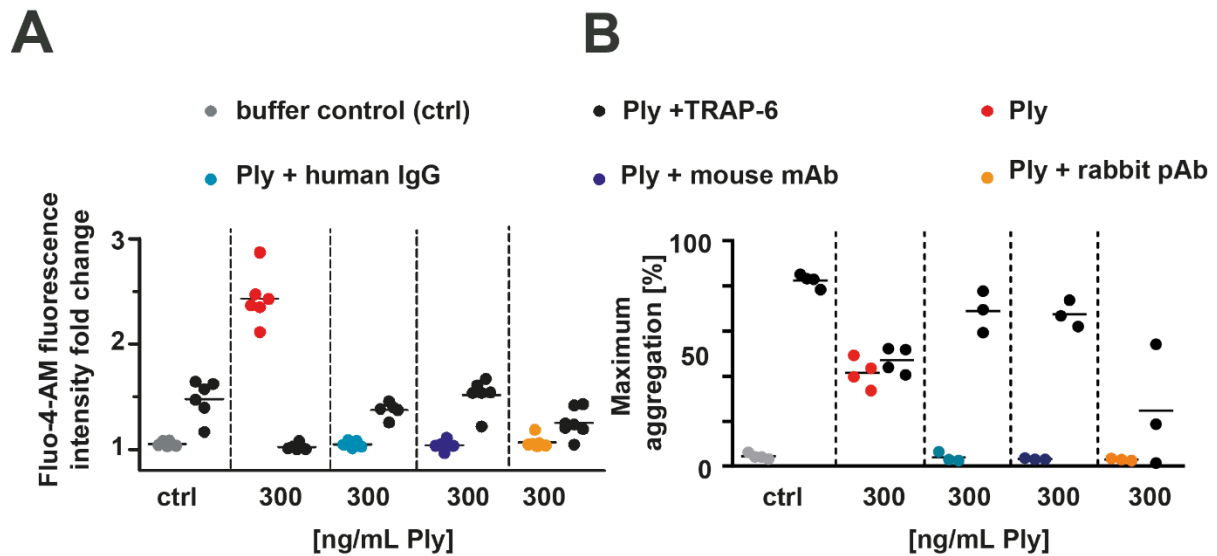 A
B
buffer control (ctrl)
Ply +TRAP-6
Ply
Ply + human IgG
Ply + mouse mAb
Ply + rabbit pAb
Fluo-4-AM fluorescence
intensity fold change
3
2
1
ctrl
300
300
300
300
[ng/mL Ply]
Maximum
aggregation [%]
100
50
0
ctrl
300
300
300
300
[ng/mL Ply]